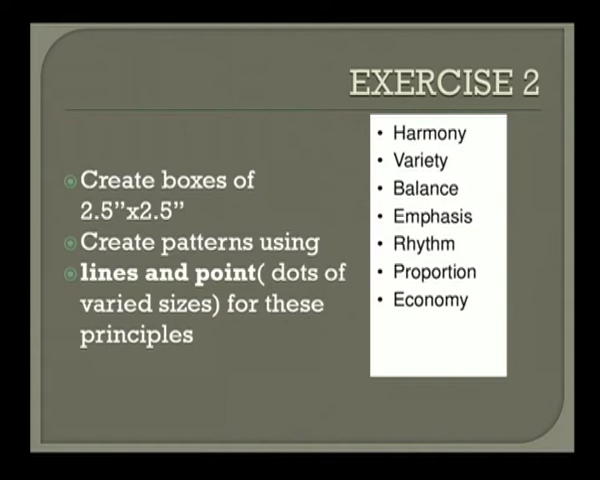 EXERCISE 2
Create boxes of
2.5”x2.5”
Create patterns using
lines and point( dots of
varied sizes) for these
principles
• Harmony
• Variety
• Balance
• Emphasis
• Rhythm
• Proportion
• Economy